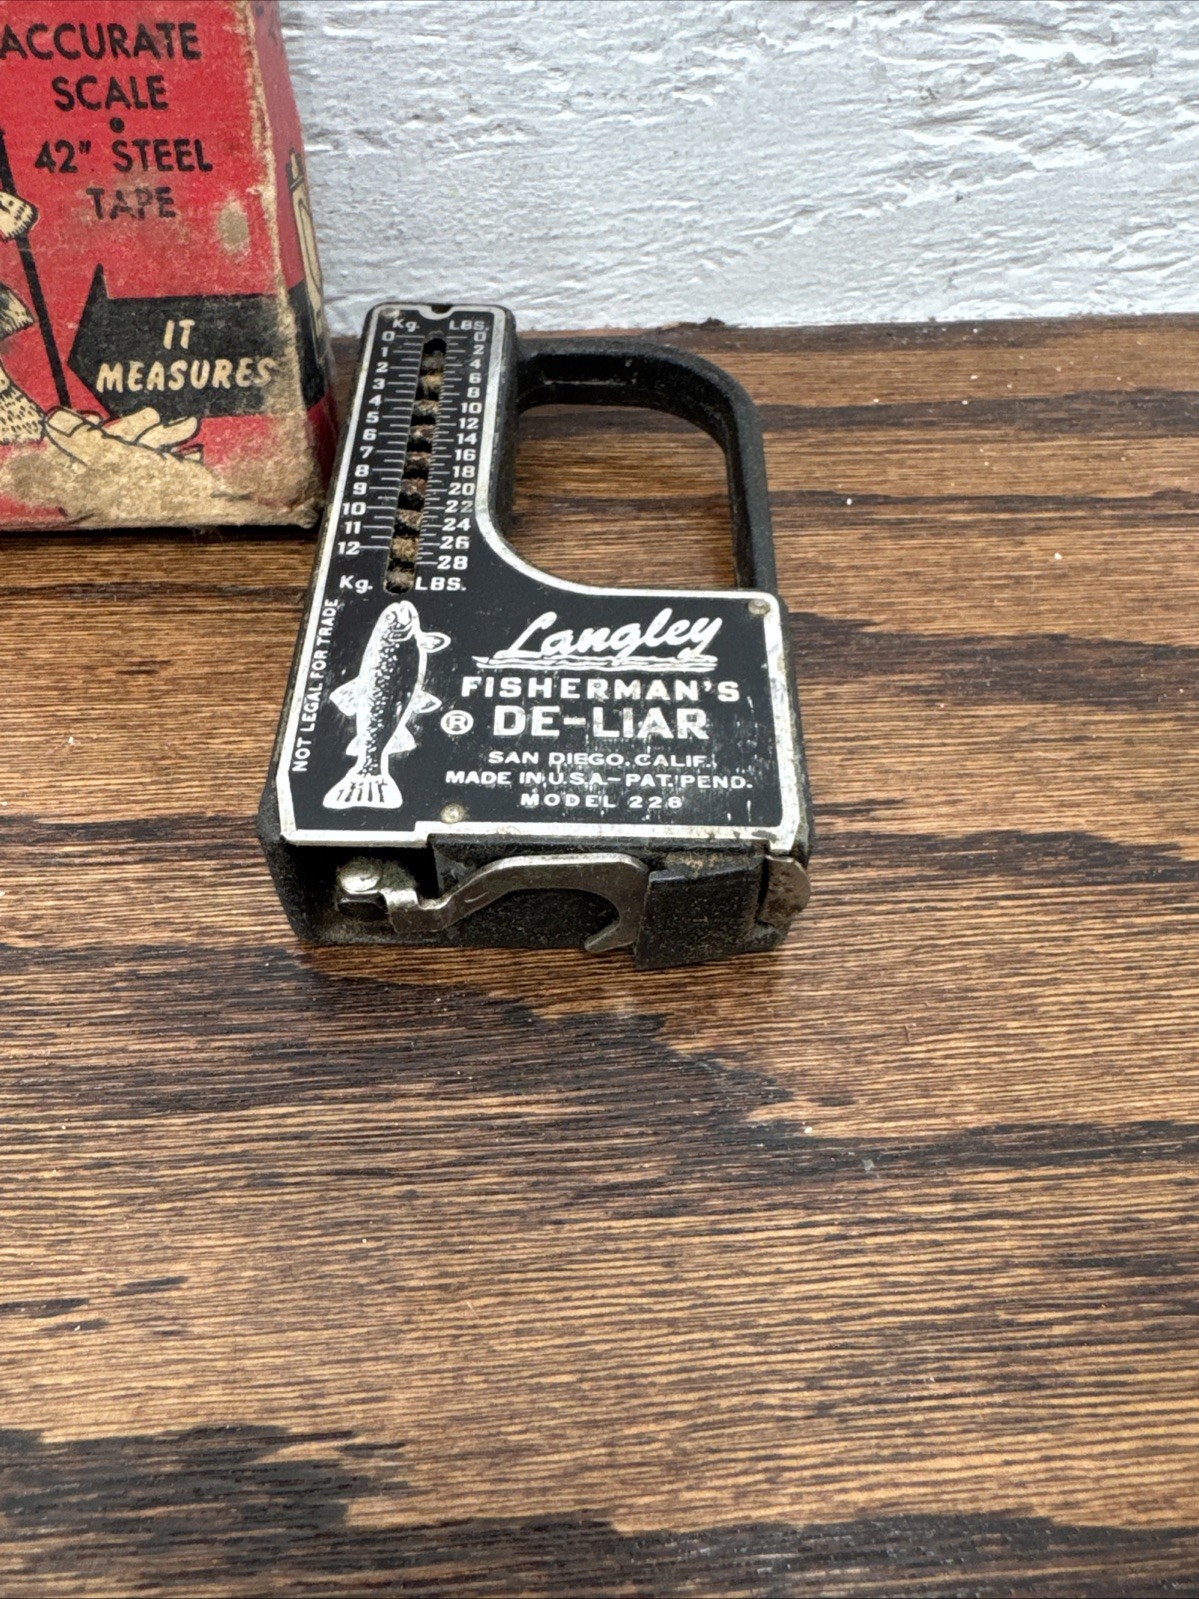 ACCURATE
SCALE
•
42" STEEL
TAPE
IT
MEASURES
Kg. LBS.
0 0
1 2
2 4
3 6
4 8
5 10
6 12
7 14
8 16
9 18
10 20
11 22
12 24
26
28
Kg. LBS.
NOT LEGAL FOR TRADE
Langley
FISHERMAN'S
® DE-LIAR
SAN DIEGO, CALIF.
MADE IN U.S.A.-PAT. PEND.
MODEL 228